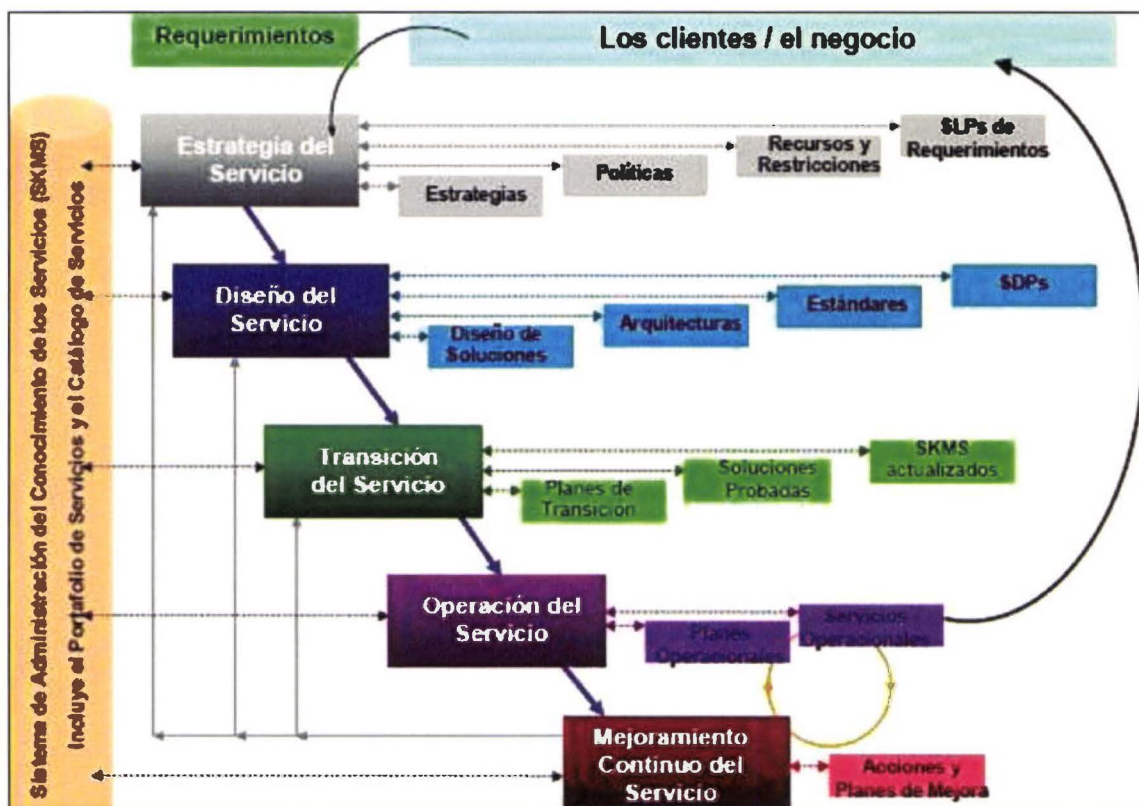 Requerimientos
Los clientes / el negocio
Sistema de Administración del Conocimiento de los Servicios (SKMS)
Incluye el Portafolio de Servicios y el Catálogo de Servicios
Estrategia del
Servicio
SLPs de
Requerimientos
Recursos y
Restricciones
Políticas
Estrategias
Diseño del
Servicio
SDPs
Estándares
Arquitecturas
Diseño de
Soluciones
Transición
del Servicio
SKMS
actualizados
Soluciones
Probadas
Planes de
Transición
Operación del
Servicio
Servicios
Operacionales
Planes
Operacionales
Mejoramiento
Continuo del
Servicio
Acciones y
Planes de Mejora